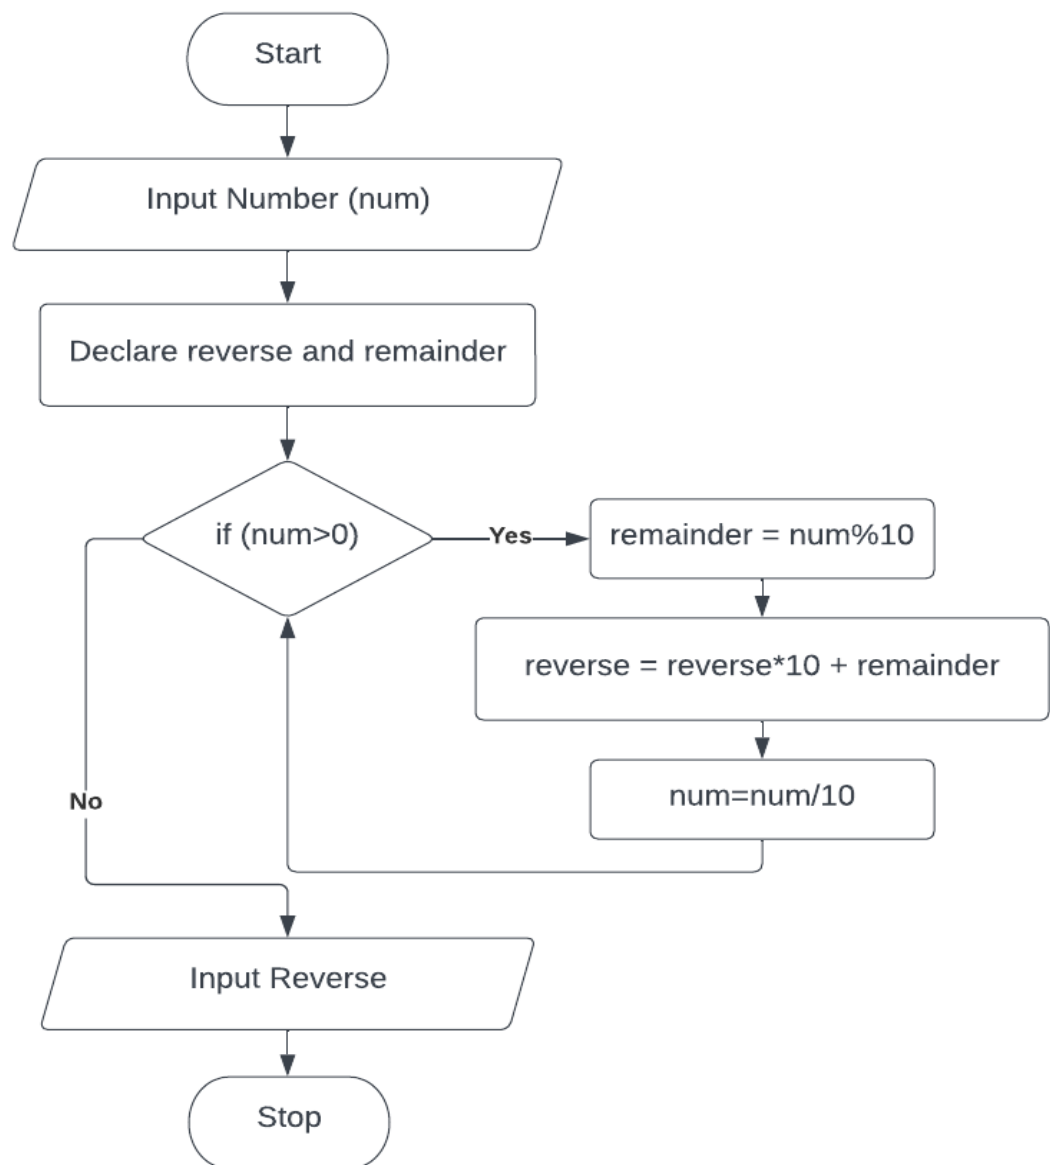 Start
Input Number (num)
Declare reverse and remainder
if (num>0)
Yes
remainder = num%10
reverse = reverse*10 + remainder
num=num/10
No
Input Reverse
Stop